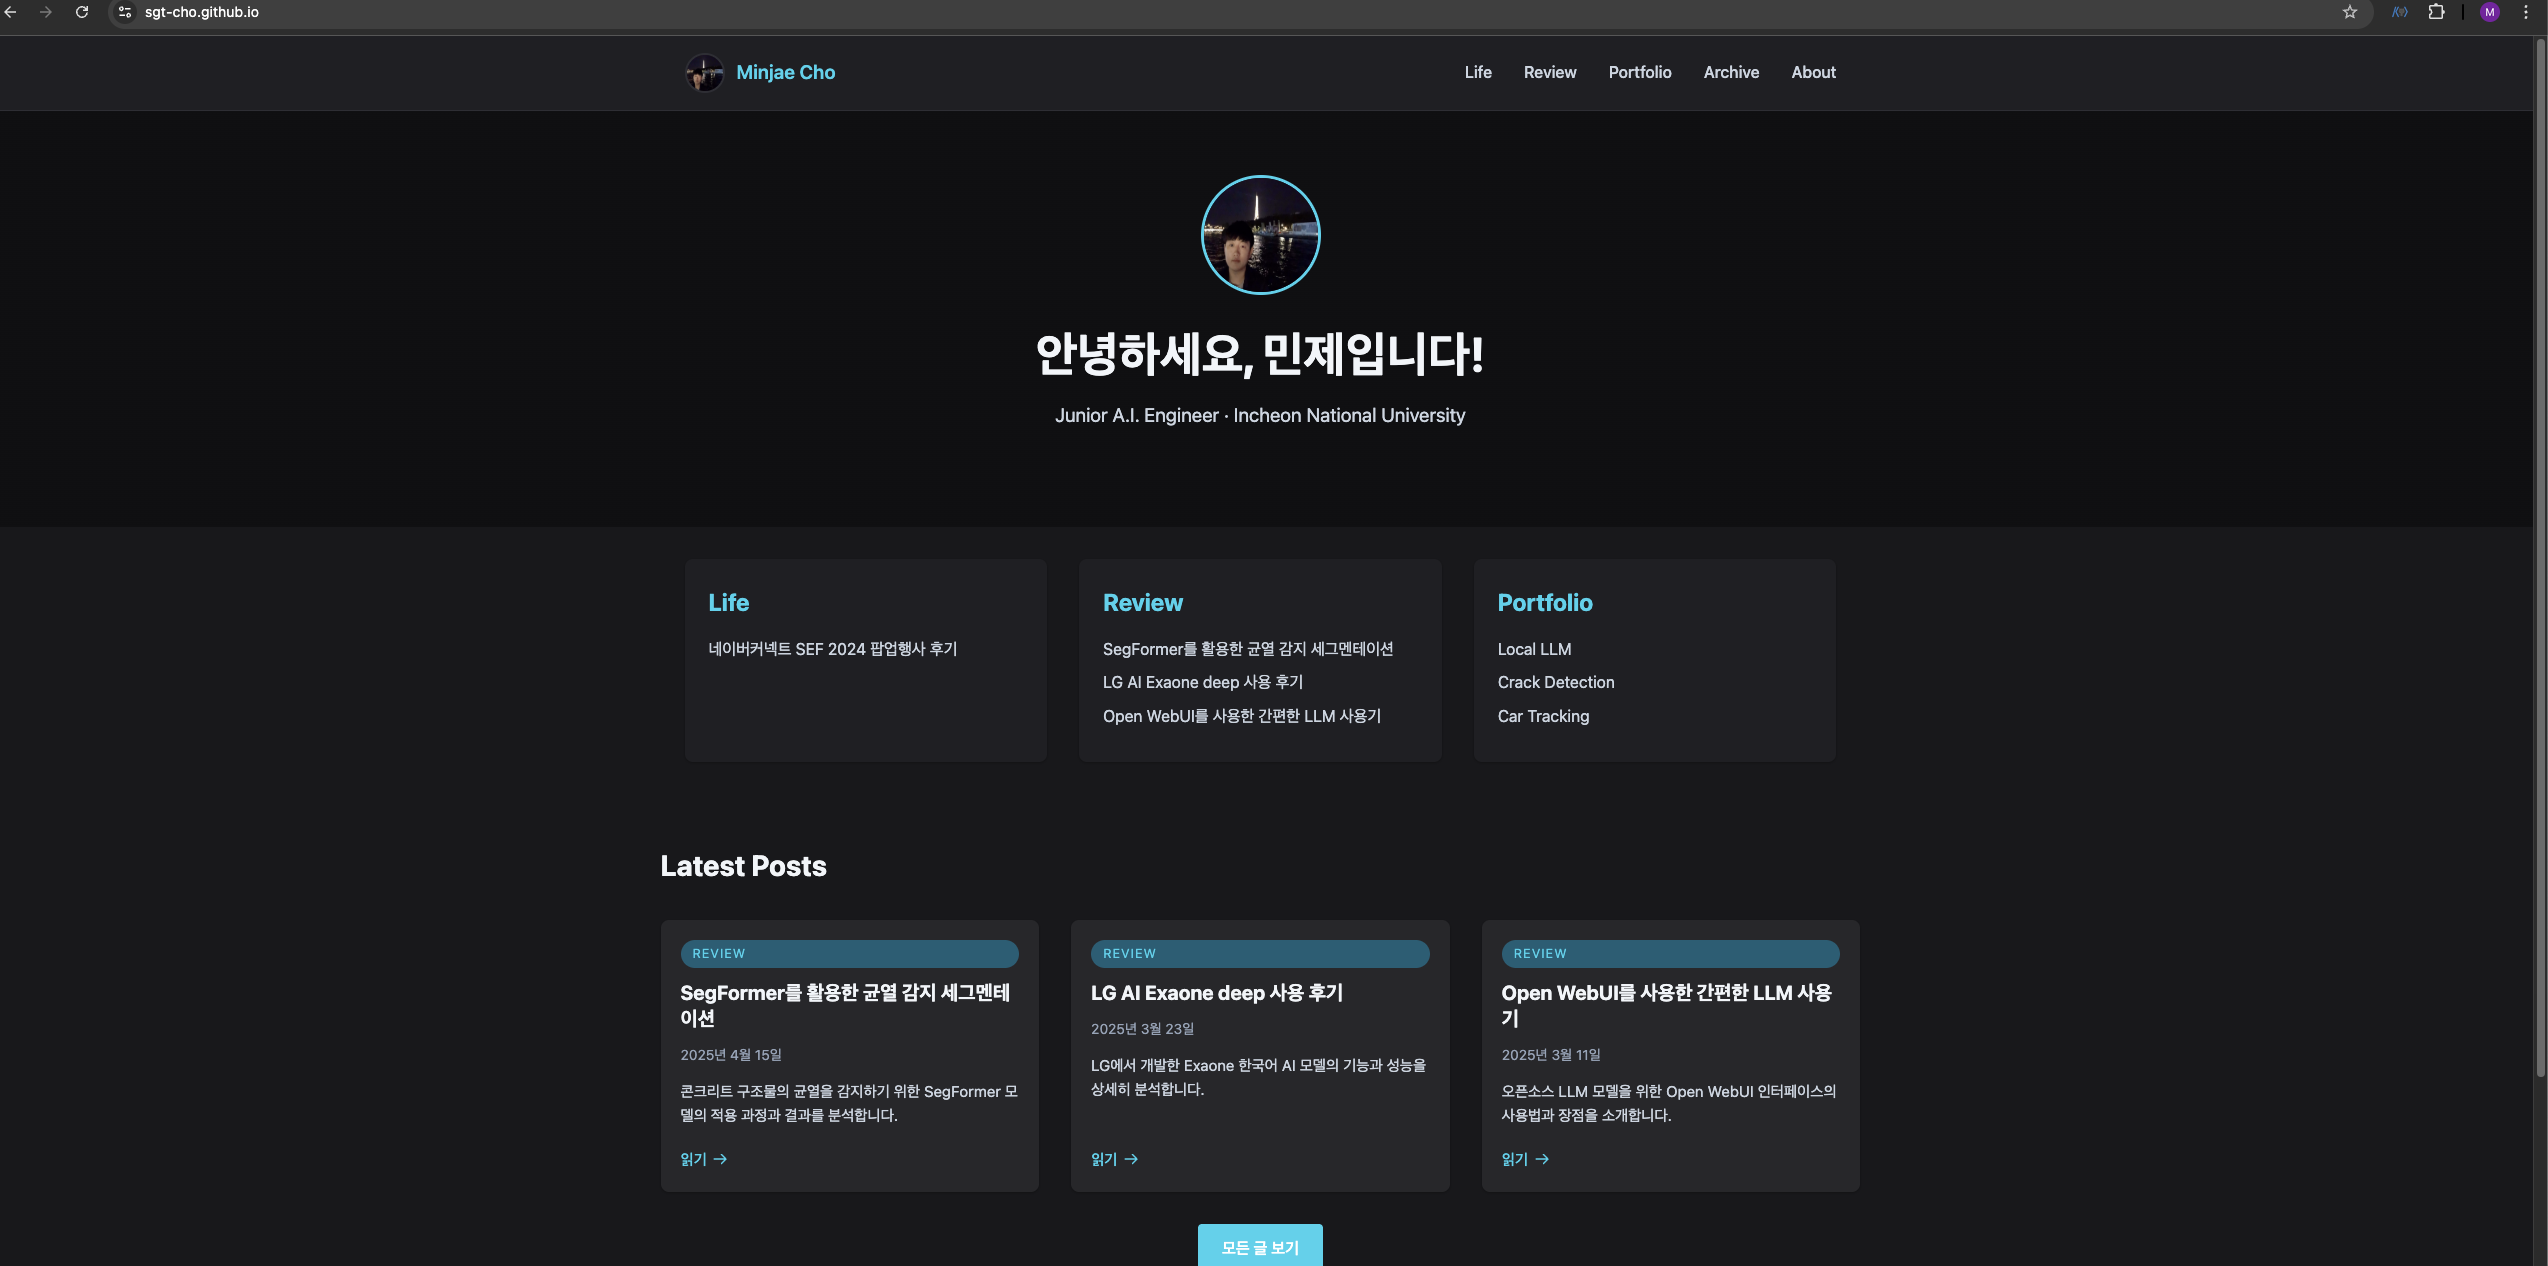 sgt-cho.github.io
M
Minjae Cho
Life Review Portfolio Archive About
안녕하세요, 민제입니다!
Junior A.I. Engineer · Incheon National University
Life
네이버커넥트 SEF 2024 팝업행사 후기
Review
SegFormer를 활용한 균열 감지 세그멘테이션
LG AI Exaone deep 사용 후기
Open WebUI를 사용한 간편한 LLM 사용기
Portfolio
Local LLM
Crack Detection
Car Tracking
Latest Posts
REVIEW
SegFormer를 활용한 균열 감지 세그멘테
이션
2025년 4월 15일
콘크리트 구조물의 균열을 감지하기 위한 SegFormer 모
델의 적용 과정과 결과를 분석합니다.
읽기 →
REVIEW
LG AI Exaone deep 사용 후기
2025년 3월 23일
LG에서 개발한 Exaone 한국어 AI 모델의 기능과 성능을
상세히 분석합니다.
읽기 →
REVIEW
Open WebUI를 사용한 간편한 LLM 사용
기
2025년 3월 11일
오픈소스 LLM 모델을 위한 Open WebUI 인터페이스의
사용법과 장점을 소개합니다.
읽기 →
모든 글 보기